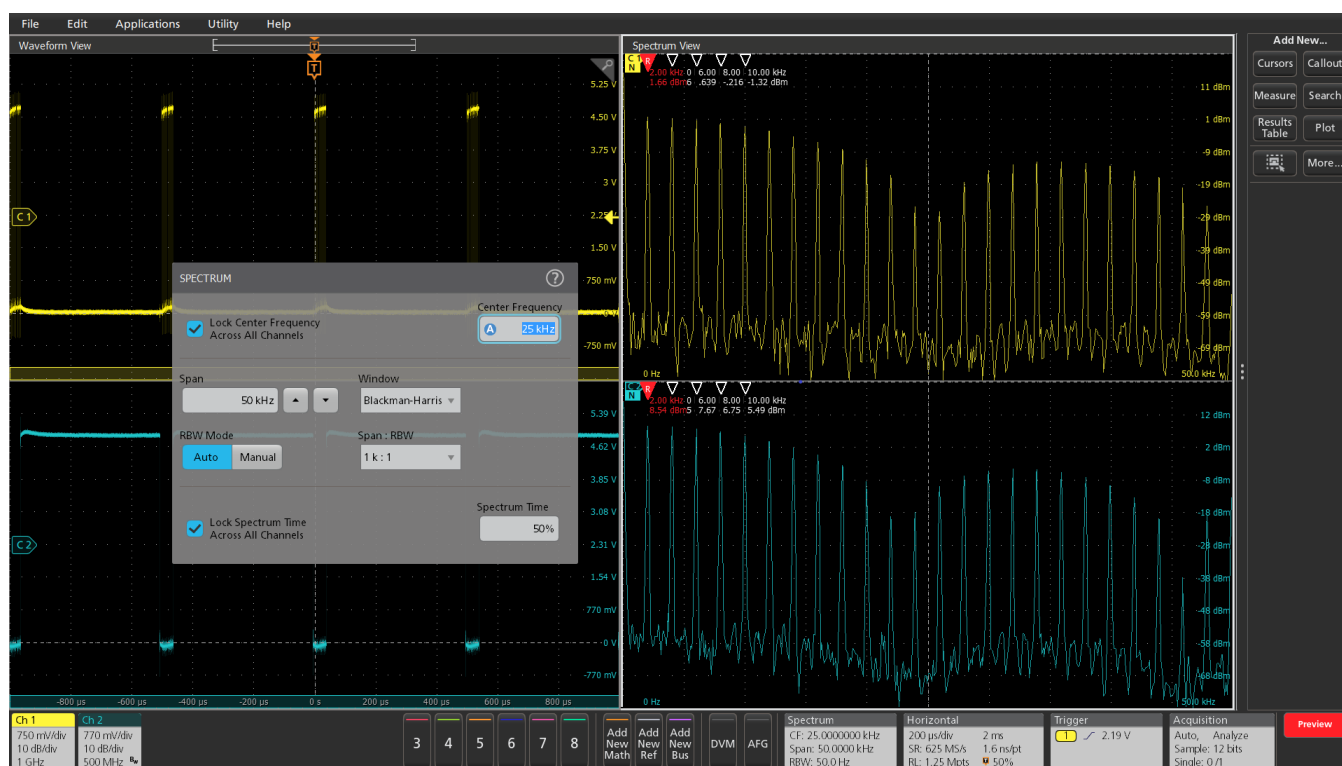 File Edit Applications Utility Help
Waveform View
T
T
5.25 V
4.50 V
3.75 V
3 V
2.25
1.50 V
750 mV
-750 mV
C 1
5.39 V
4.62 V
3.85 V
3.08 V
2.31 V
1.54 V
770 mV
0 V
-770 mV
C 2
-800 µs -600 µs -400 µs -200 µs 0 s 200 µs 400 µs 600 µs 800 µs
SPECTRUM
?
Lock Center Frequency
Across All Channels
Center Frequency
A 25 kHz
Span
50 kHz
Window
Blackman-Harris
RBW Mode
Auto Manual
Span : RBW
1 k : 1
Lock Spectrum Time
Across All Channels
Spectrum Time
50%
Spectrum View
C 1
N
R
2.00 kHz 0 6.00 8.00 10.00 kHz
1.66 dBm 6 .639 -.216 -1.32 dBm
11 dBm
1 dBm
-9 dBm
-19 dBm
-29 dBm
-39 dBm
-49 dBm
-59 dBm
-69 dBm
0 Hz
50.0 kHz
N
R
2.00 kHz 0 6.00 8.00 10.00 kHz
8.54 dBm 5 7.67 6.75 5.49 dBm
12 dBm
2 dBm
-8 dBm
-18 dBm
-28 dBm
-38 dBm
-48 dBm
-58 dBm
-68 dBm
0 Hz
50.0 kHz
Add New...
Cursors Callout
Measure Search
Results
Table
Plot
More...
Ch 1
750 mV/div
10 dB/div
1 GHz
Ch 2
770 mV/div
10 dB/div
500 MHz
3 4 5 6 7 8
Add
New
Math
Add
New
Ref
Add
New
Bus
DVM
AFG
Spectrum
CF: 25.0000000 kHz
Span: 50.0000 kHz
RBW: 50.0 Hz
Horizontal
200 µs/div 2 ms
SR: 625 MS/s 1.6 ns/pt
RL: 1.25 Mpts 50%
Trigger
1 2.19 V
Acquisition
Auto, Analyze
Sample: 12 bits
Single: 0 /1
Preview